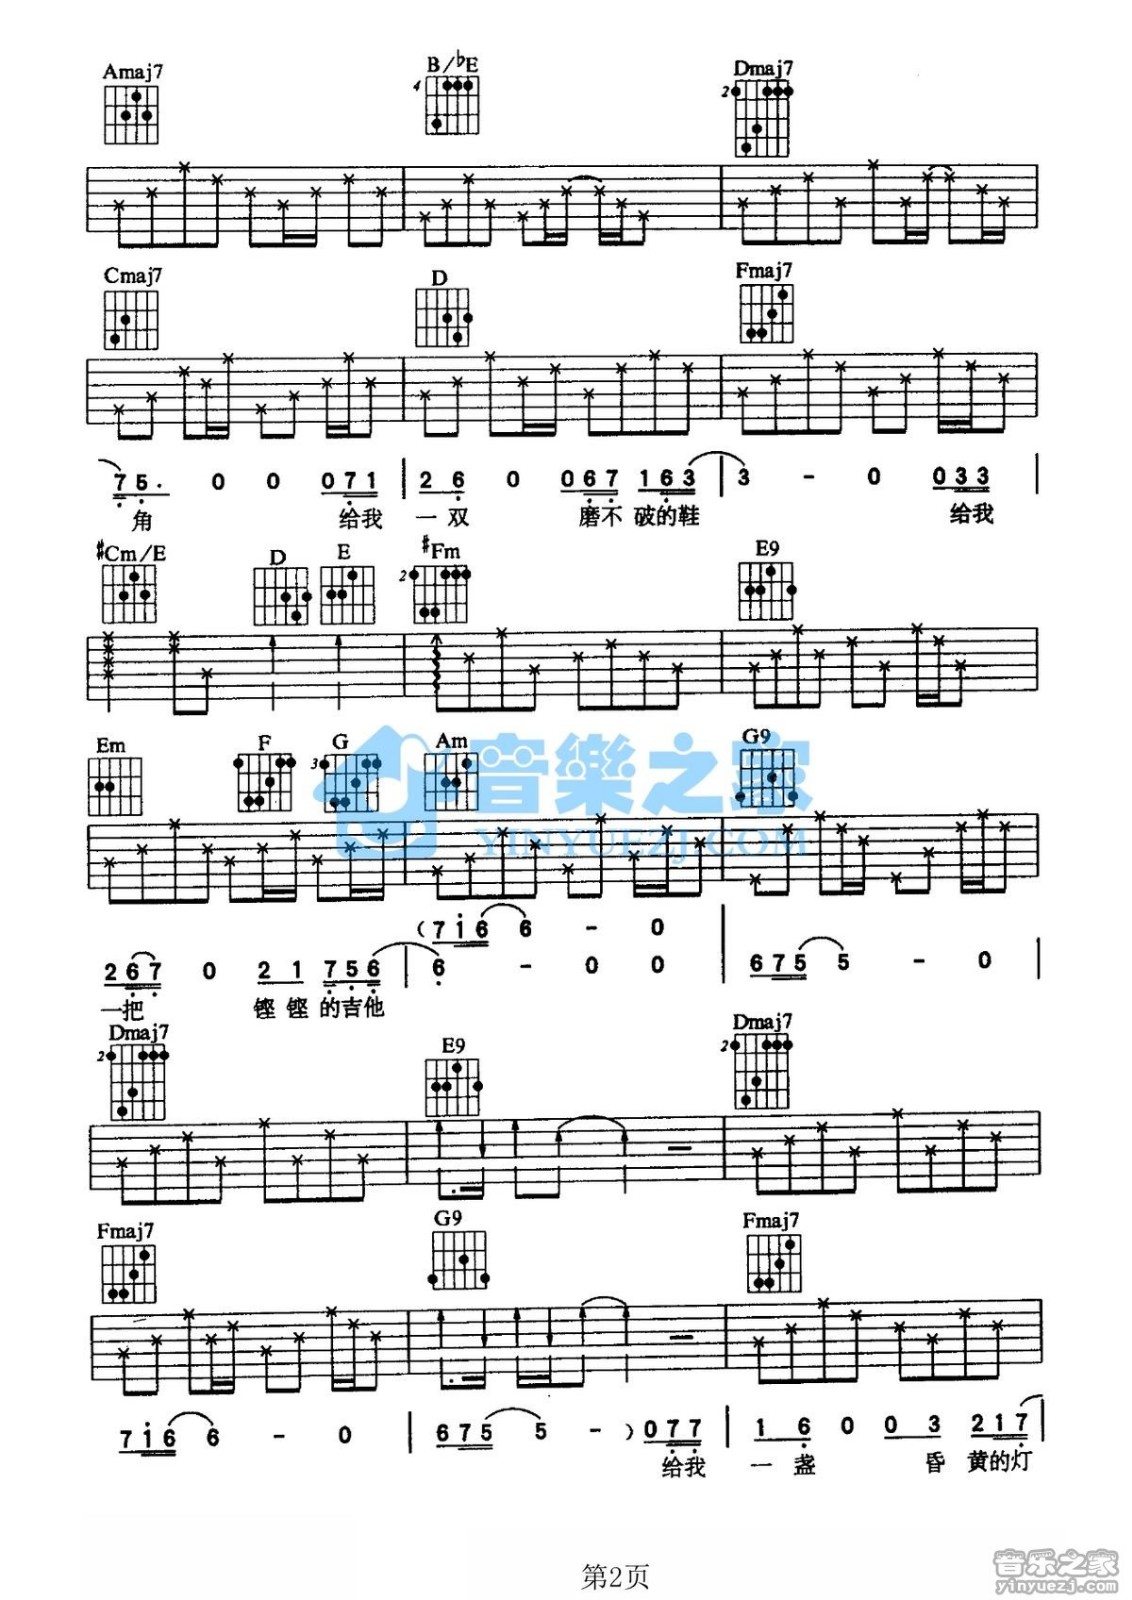 Amaj7 B/♭E Dmaj7
4 2
Cmaj7 D Fmaj7
7 5. 0 0 0 7 1 | 2 6 0 0 6 7 1 6 3 | 3 - 0 0 3 3 |
角 给我 一双 磨不 破的鞋 给我
#Cm/E D E #Fm E9
2
Em F G Am G9
3
音樂之家
YINYUEZJ.COM
( 7 i 6 6 - 0
2 6 7 0 2 1 7 5 6 | 6 - 0 0 | 6 7 5 5 - 0 |
一把 铿铿 的吉他
Dmaj7 E9 Dmaj7
2 2
Fmaj7 G9 Fmaj7
7 i 6 6 - 0 | 6 7 5 5 - ) 0 7 7 | 1 6 0 0 3 2 1 7 |
给我 一盏 昏 黄的灯
第2页
音乐之家
yinyuezj.com